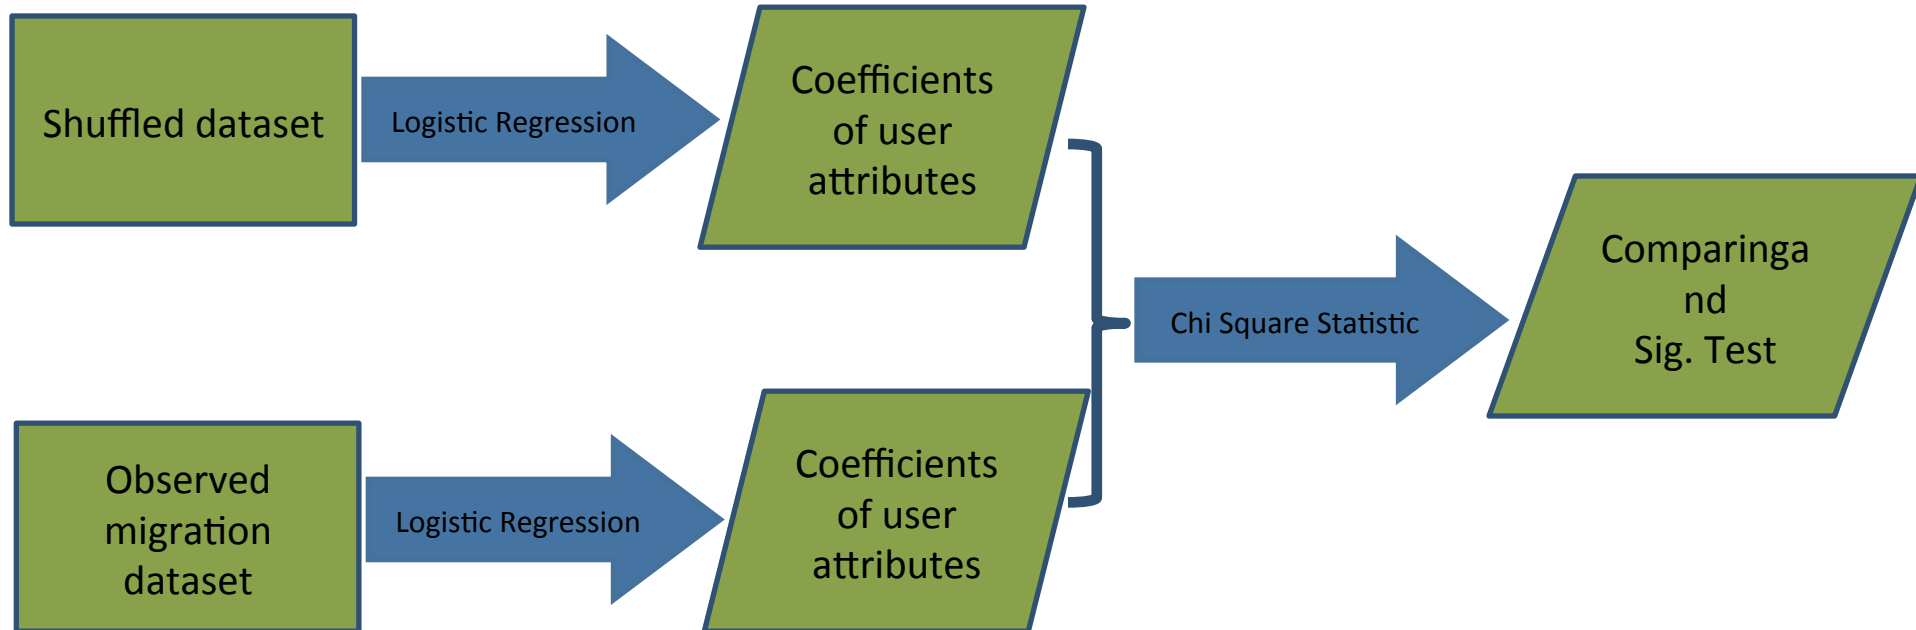 Shuffled dataset
Logistic Regression
Coefficients
of user
attributes
Observed
migration
dataset
Logistic Regression
Coefficients
of user
attributes
Chi Square Statistic
Comparinga
nd
Sig. Test